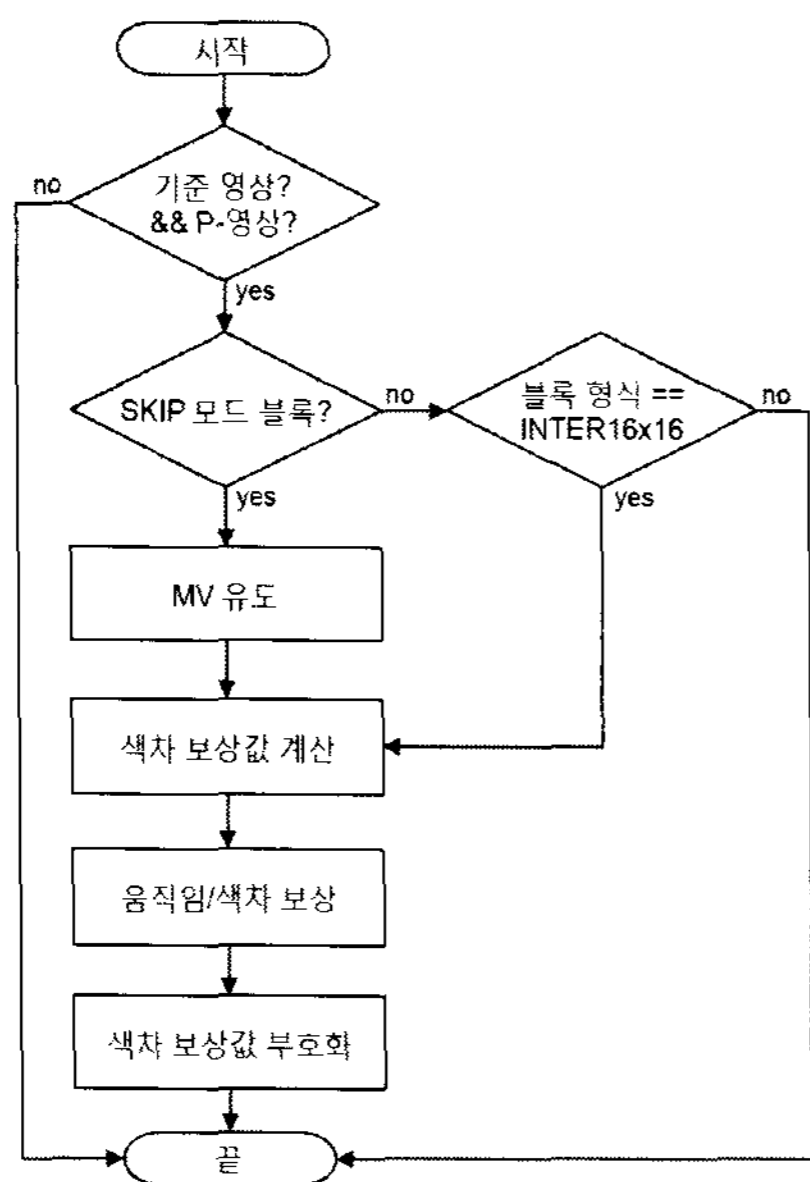 시작
no
기준 영상?
&& P-영상?
yes
SKIP 모드 블록?
no
블록 형식 ==
INTER16x16
no
yes
yes
MV 유도
색차 보상값 계산
움직임/색차 보상
색차 보상값 부호화
끝